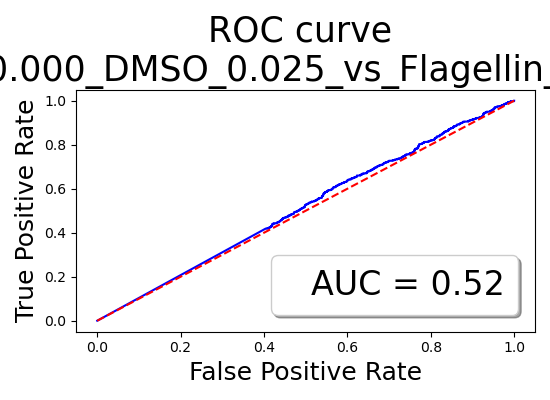 ROC curve
0.000_DMSO_0.025_vs_Flagellin_
True Positive Rate
1.0
0.8
0.6
0.4
0.2
0.0
AUC = 0.52
0.0 0.2 0.4 0.6 0.8 1.0
False Positive Rate